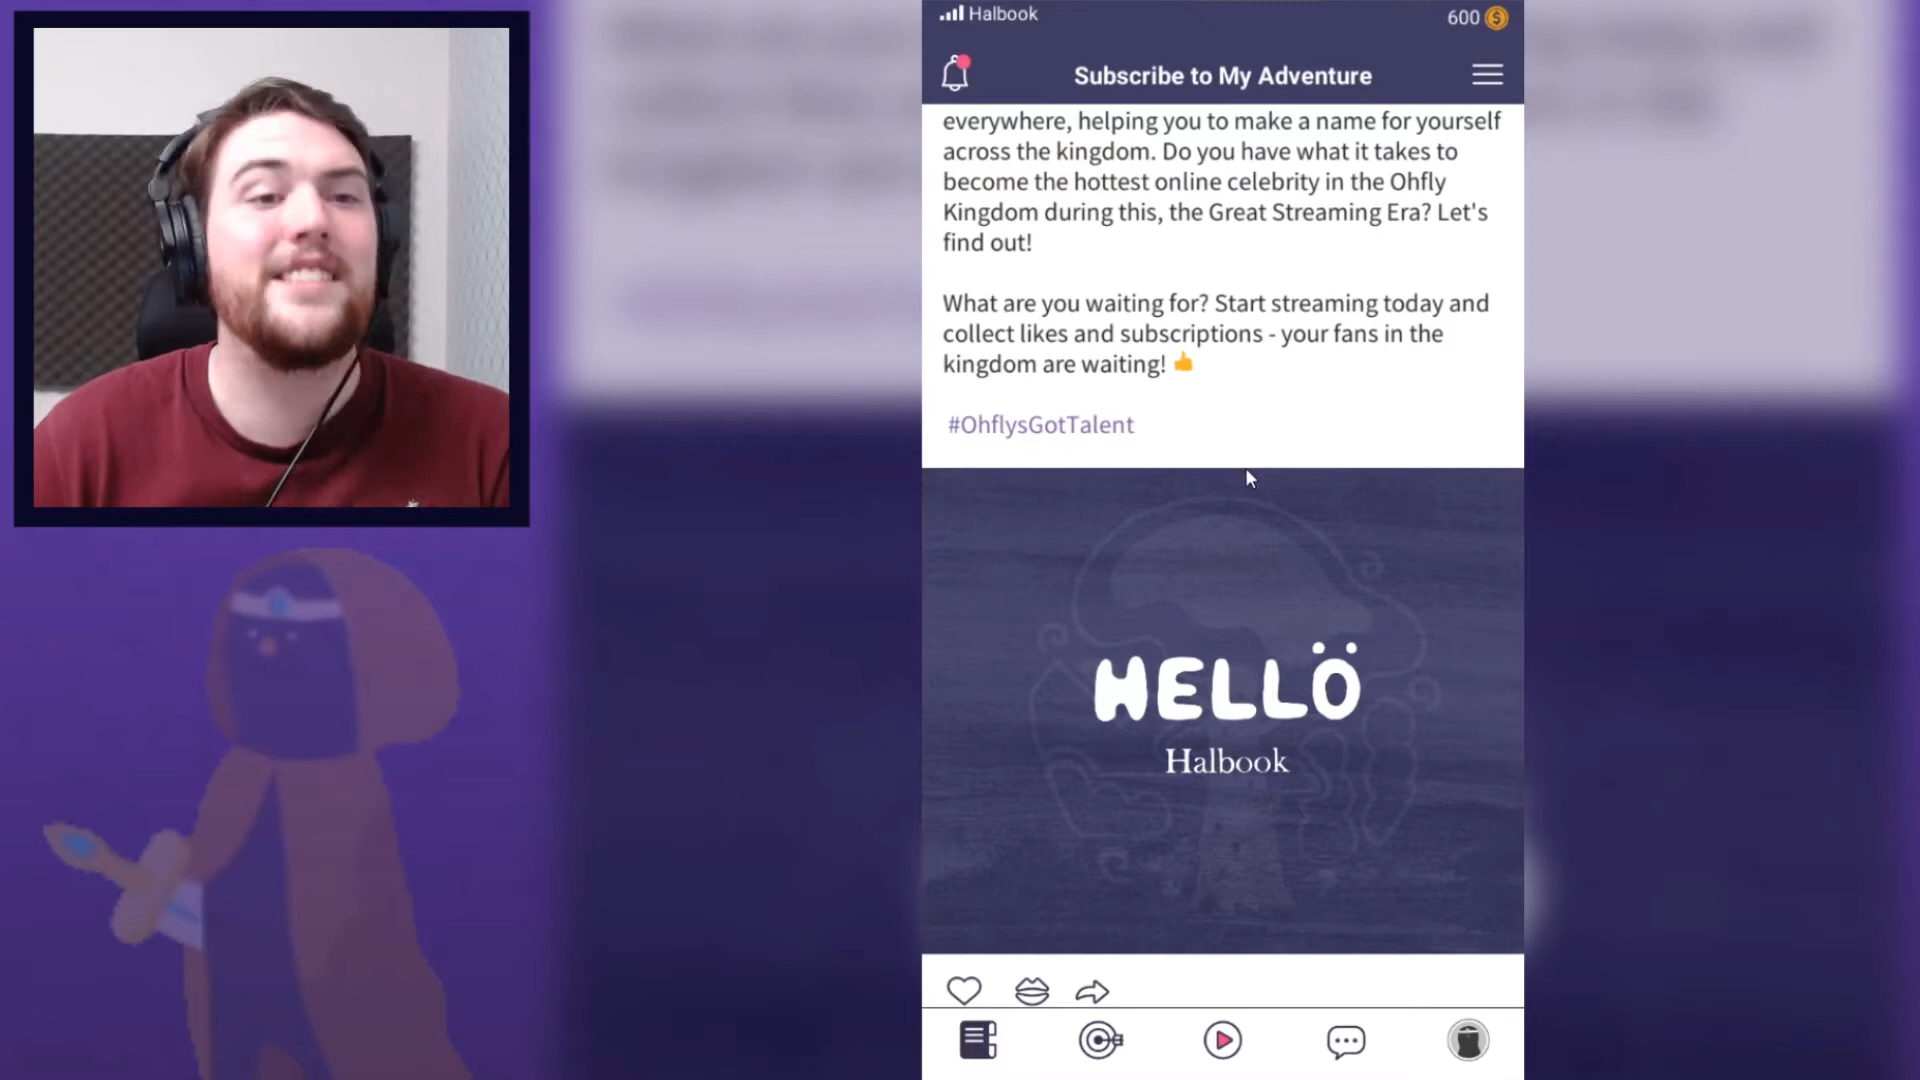 Halbook
600
Subscribe to My Adventure
everywhere, helping you to make a name for yourself
across the kingdom. Do you have what it takes to
become the hottest online celebrity in the Ohfly
Kingdom during this, the Great Streaming Era? Let's
find out!
What are you waiting for? Start streaming today and
collect likes and subscriptions - your fans in the
kingdom are waiting! 👍
#OhflysGotTalent
HELLÖ
Halbook